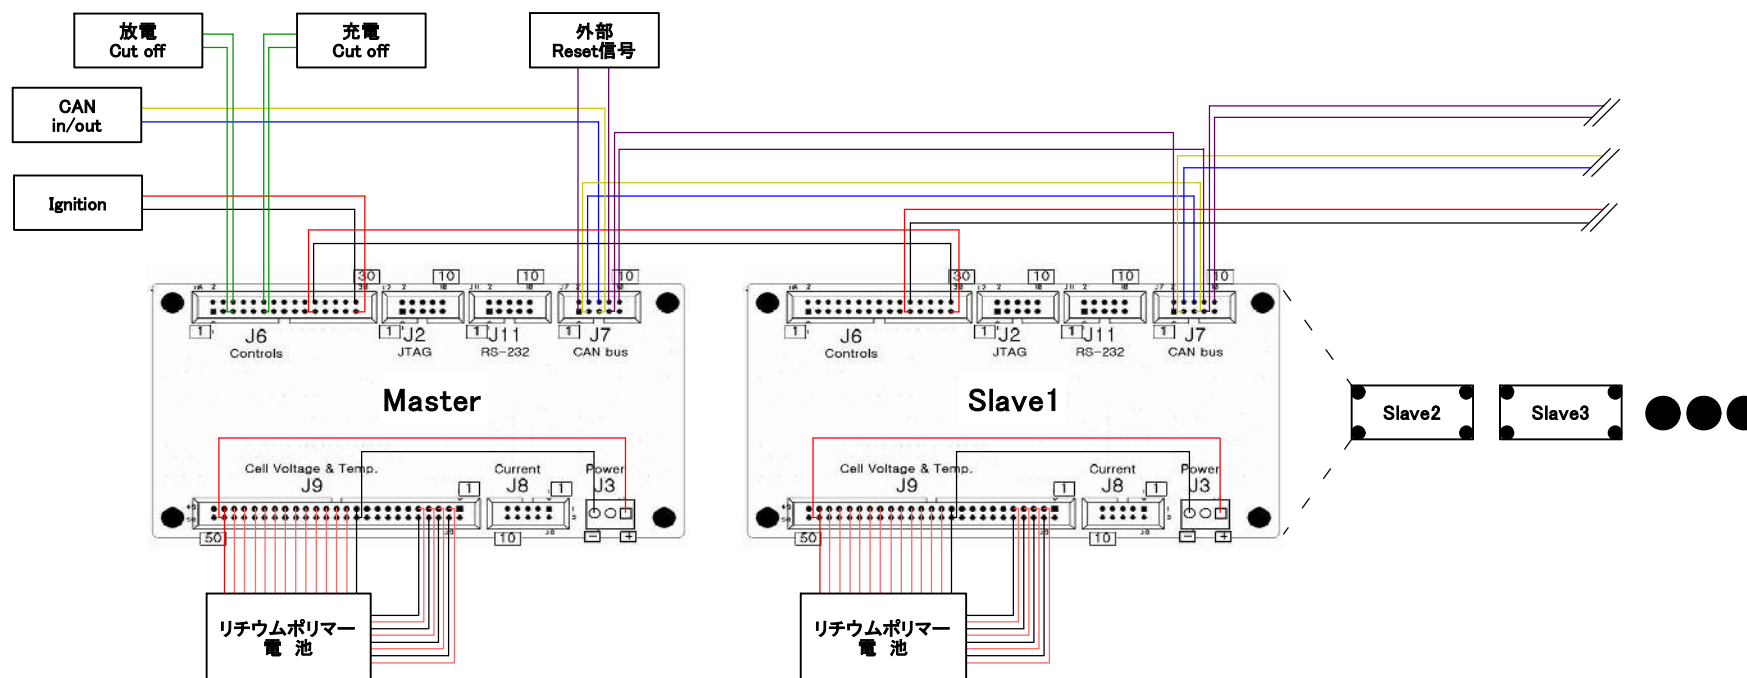 放電
Cut off
充電
Cut off
外部
Reset信号
CAN
in/out
Ignition
30
10
10
10
30
10
10
10
1
J6
Controls
1
J2
JTAG
1
J11
RS-232
1
J7
CAN bus
1
J6
Controls
1
J2
JTAG
1
J11
RS-232
1
J7
CAN bus
Master
Slave1
Slave2
Slave3
Cell Voltage & Temp.
J9
1
Current
J8
1
Power
J3
50
10
−
+
Cell Voltage & Temp.
J9
1
Current
J8
1
Power
J3
50
10
−
+
リチウムポリマー
電 池
リチウムポリマー
電 池